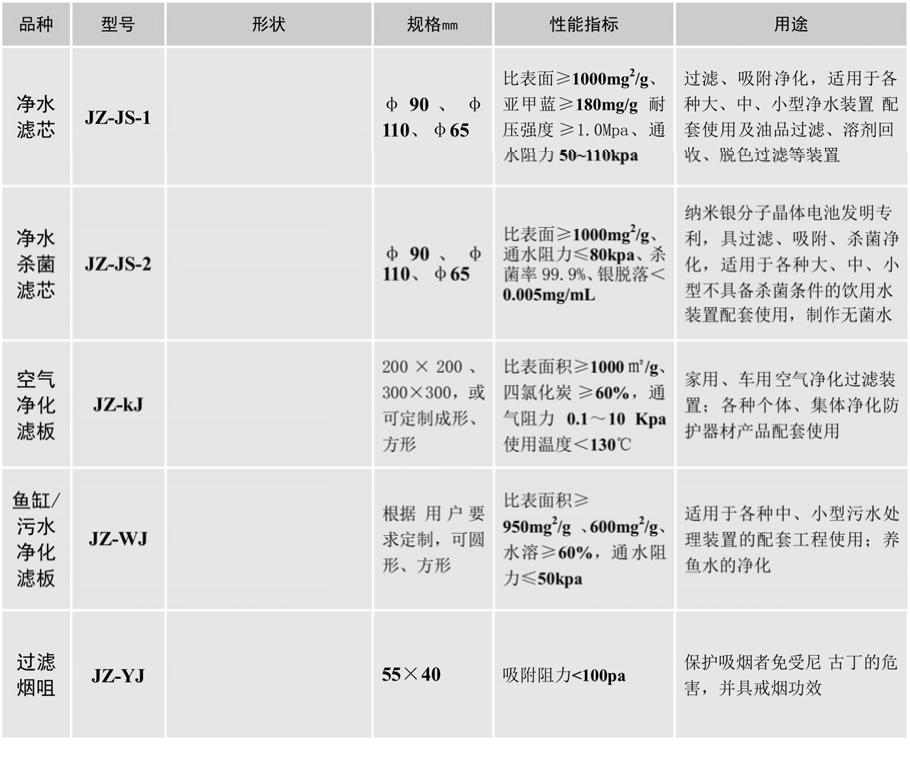 品种 型号 形状 规格㎜ 性能指标 用途
净水
滤芯
JZ-JS-1
ф 90 、 ф
110、ф65
比表面≥1000mg²/g、
亚甲蓝≥180mg/g 耐
压强度 ≥1.0Mpa、通
水阻力 50~110kpa
过滤、吸附净化，适用于各
种大、中、小型净水装置 配
套使用及油品过滤、溶剂回
收、脱色过滤等装置
净水
杀菌
滤芯
JZ-JS-2
ф 90 、 ф
110、ф65
比表面≥1000mg²/g、
通水阻力≤80kpa、杀
菌率 99.9%、银脱落＜
0.005mg/mL
纳米银分子晶体电池发明专
利，具过滤、吸附、杀菌净
化，适用于各种大、中、小
型不具备杀菌条件的饮用水
装置配套使用，制作无菌水
空气
净化
滤板
JZ-kJ
200 × 200 、
300×300，或
可定制成形、
方形
比表面积≥1000 ㎡/g、
四氯化炭 ≥60%，通
气阻力 0.1～10 Kpa
使用温度＜130℃
家用、车用空气净化过滤装
置；各种个体、集体净化防
护器材产品配套使用
鱼缸/
污水
净化
滤板
JZ-WJ
根据 用 户 要
求定制，可圆
形、方形
比表面积≥
950mg²/g 、600mg²/g、
水溶≥60%，通水阻
力≤50kpa
适用于各种中、小型污水处
理装置的配套工程使用；养
鱼水的净化
过滤
烟咀
JZ-YJ
55×40
吸附阻力<100pa
保护吸烟者免受尼 古丁的危
害，并具戒烟功效